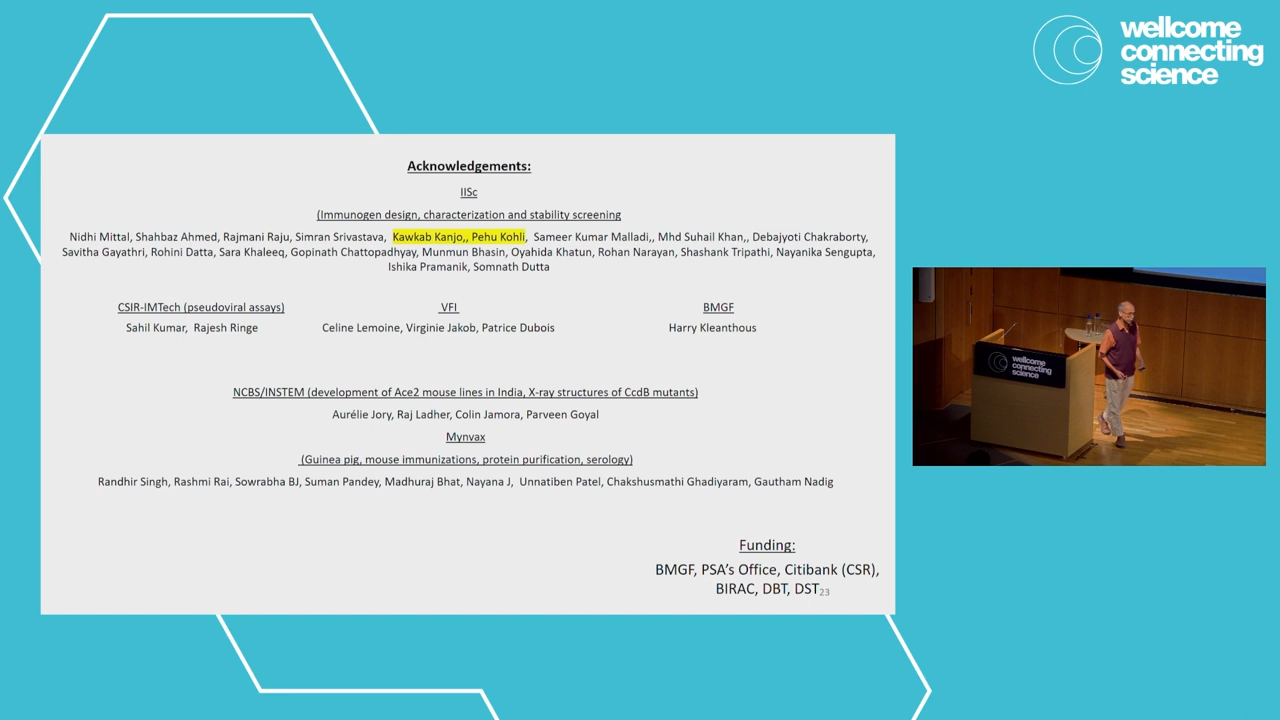 wellcome
connecting
science
Acknowledgements:
IISc
(Immunogen design, characterization and stability screening
Nidhi Mittal, Shahbaz Ahmed, Rajmani Raju, Simran Srivastava,  Kawkab Kanjo,, Pehu Kohli,  Sameer Kumar Malladi,, Mhd Suhail Khan,, Debajyoti Chakraborty,
Savitha Gayathri, Rohini Datta, Sara Khaleeq, Gopinath Chattopadhyay, Munmun Bhasin, Oyahida Khatun, Rohan Narayan, Shashank Tripathi, Nayanika Sengupta,
Ishika Pramanik, Somnath Dutta
CSIR-IMTech (pseudoviral assays)
Sahil Kumar,  Rajesh Ringe
VFI
Celine Lemoine, Virginie Jakob, Patrice Dubois
BMGF
Harry Kleanthous
NCBS/INSTEM (development of Ace2 mouse lines in India, X-ray structures of CcdB mutants)
Aurélie Jory, Raj Ladher, Colin Jamora, Parveen Goyal
Mynvax
(Guinea pig, mouse immunizations, protein purification, serology)
Randhir Singh, Rashmi Rai, Sowrabha BJ, Suman Pandey, Madhuraj Bhat, Nayana J,  Unnatiben Patel, Chakshusmathi Ghadiyaram, Gautham Nadig
Funding:
BMGF, PSA's Office, Citibank (CSR),
BIRAC, DBT, DST
23
wellcome
connecting
science